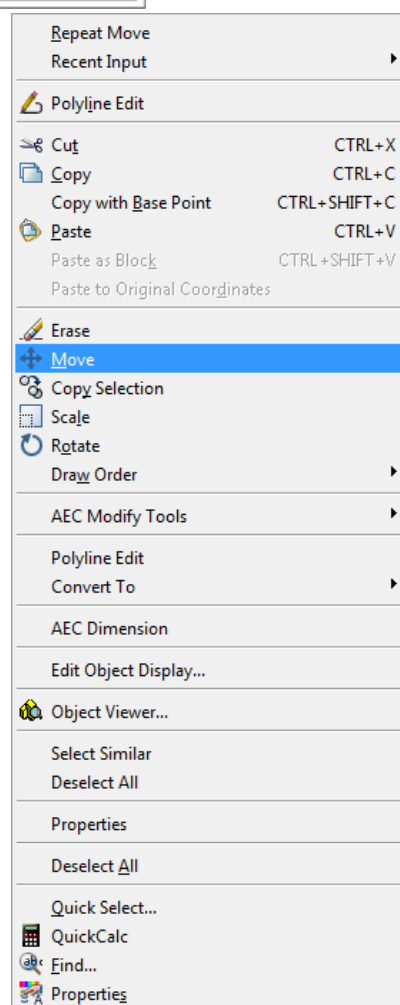 Repeat Move
Recent Input
Polyline Edit
Cut CTRL+X
Copy CTRL+C
Copy with Base Point CTRL+SHIFT+C
Paste CTRL+V
Paste as Block CTRL+SHIFT+V
Paste to Original Coordinates
Erase
Move
Copy Selection
Scale
Rotate
Draw Order
AEC Modify Tools
Polyline Edit
Convert To
AEC Dimension
Edit Object Display...
Object Viewer...
Select Similar
Deselect All
Properties
Deselect All
Quick Select...
QuickCalc
Find...
Properties